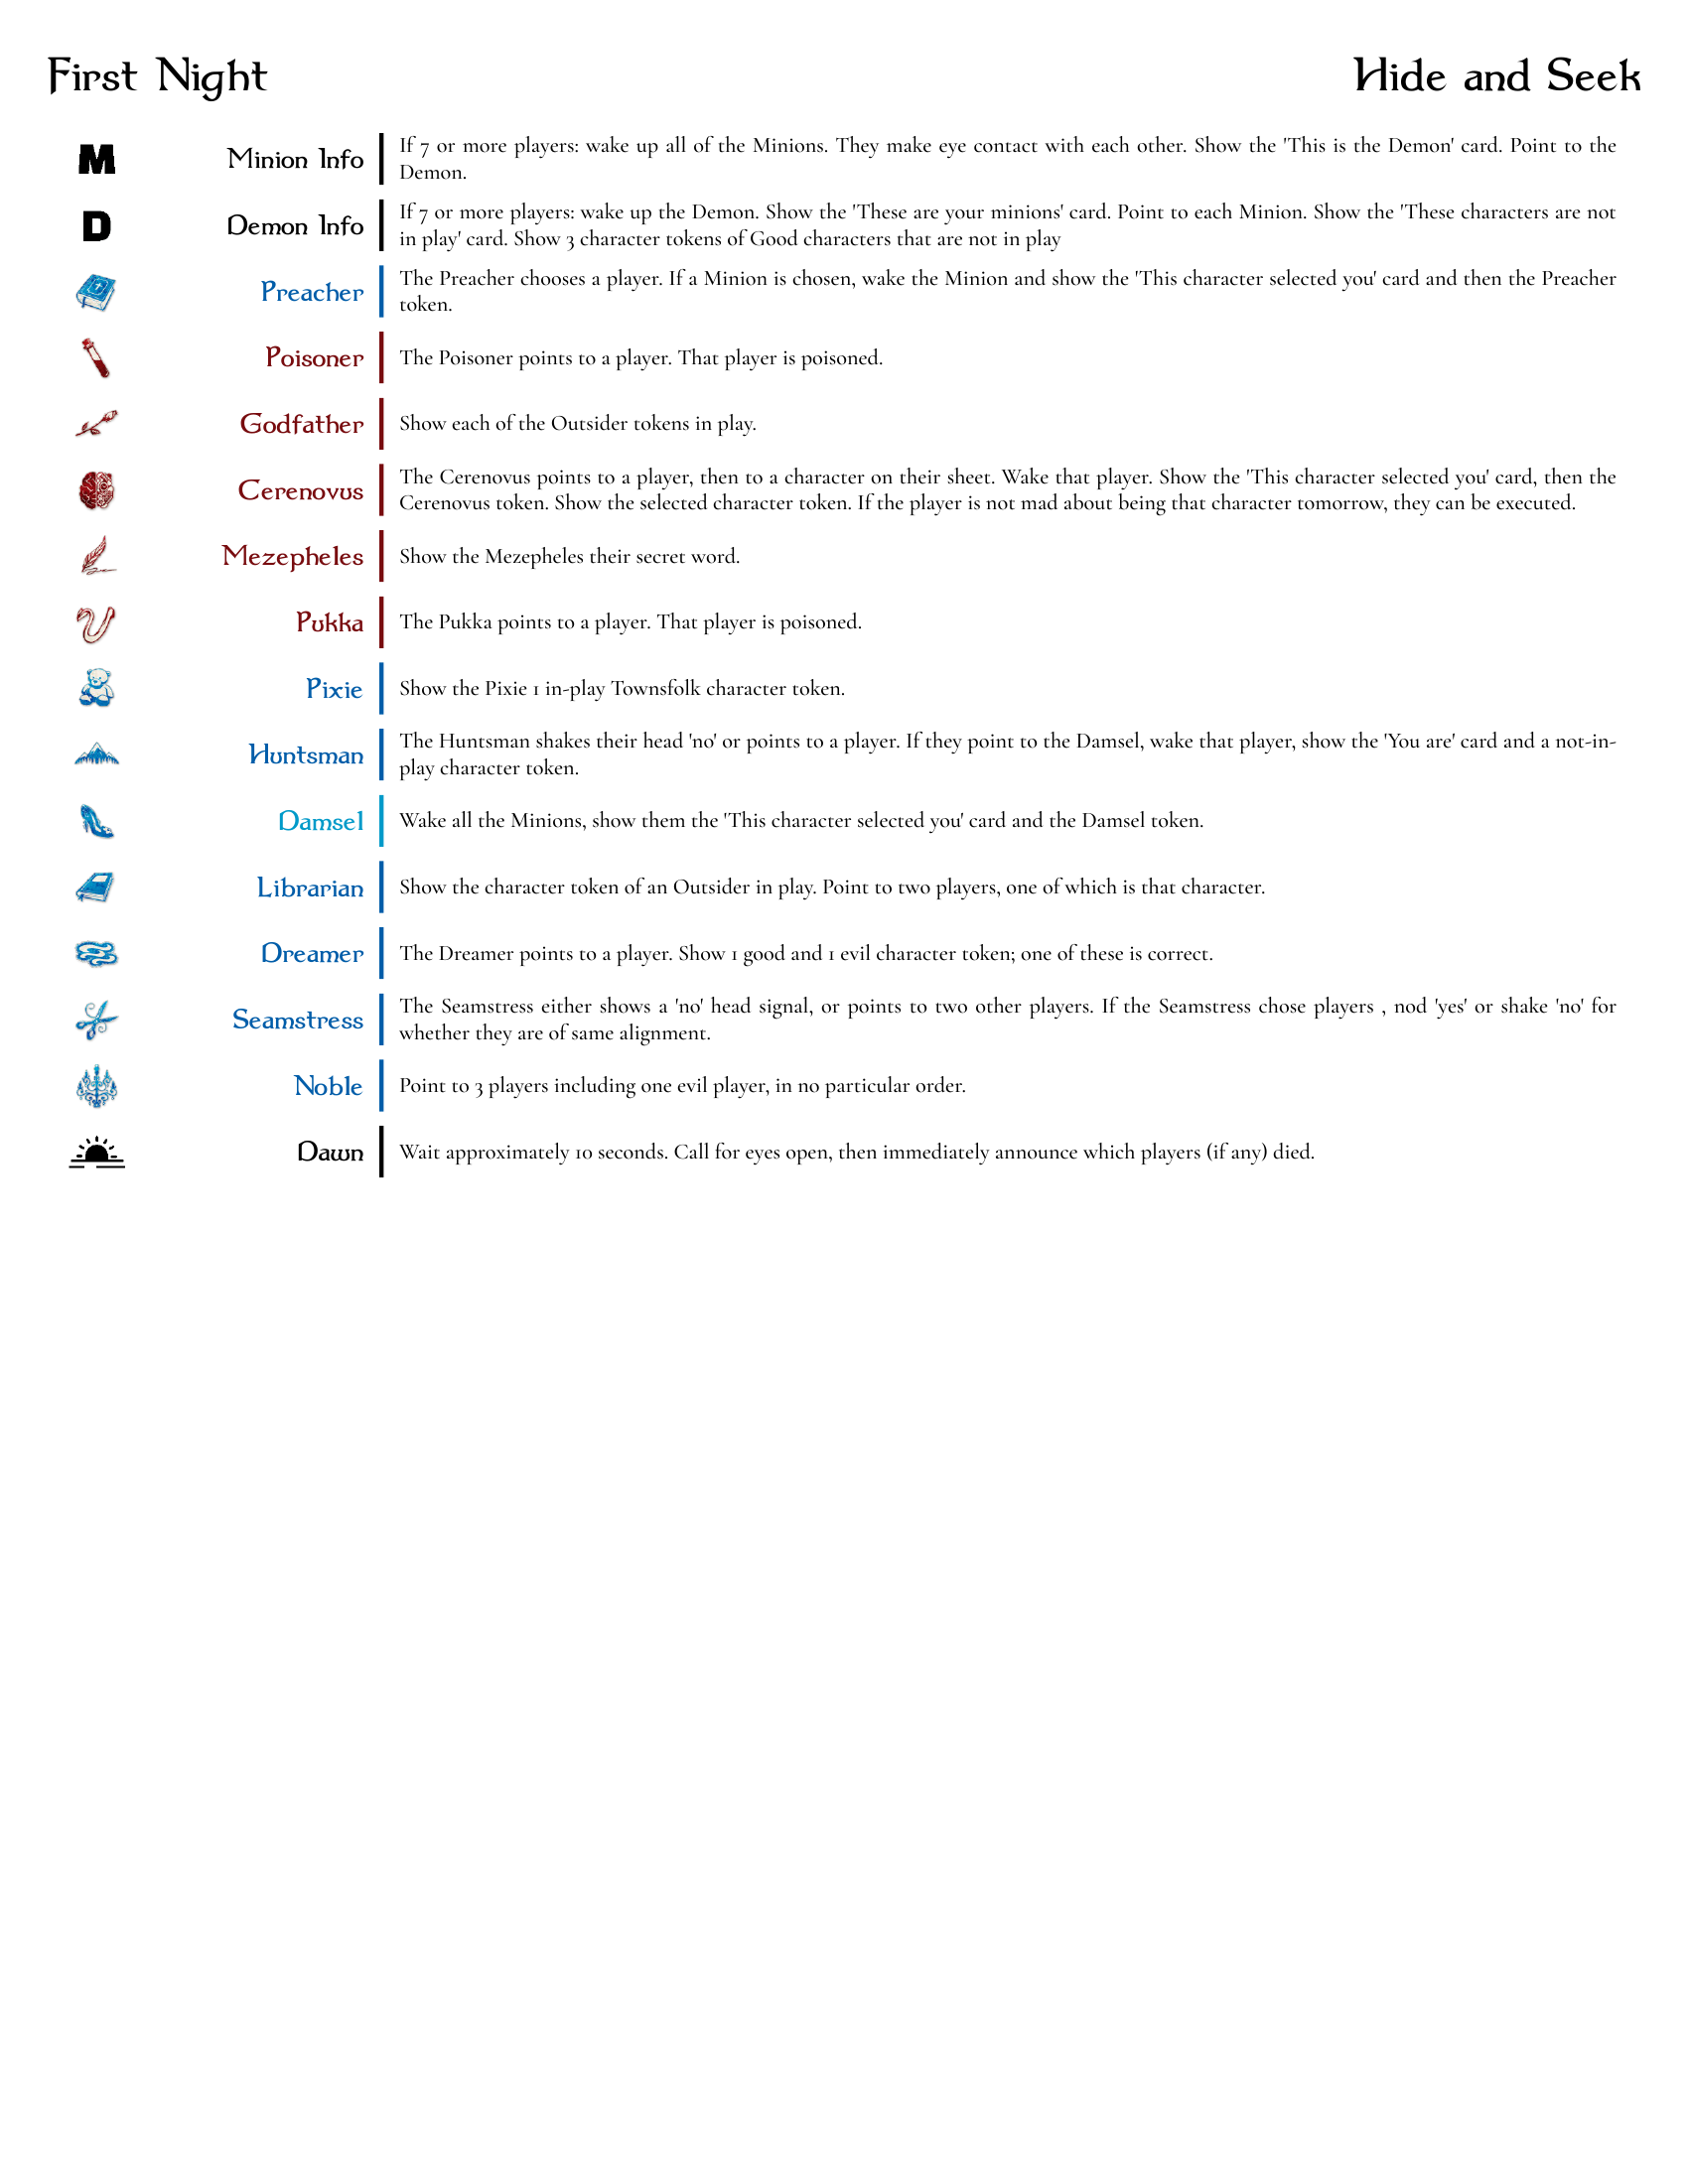 First Night
Hide and Seek
M
Minion Info
If 7 or more players: wake up all of the Minions. They make eye contact with each other. Show the 'This is the Demon' card. Point to the
Demon.
D
Demon Info
If 7 or more players: wake up the Demon. Show the 'These are your minions' card. Point to each Minion. Show the 'These characters are not
in play' card. Show 3 character tokens of Good characters that are not in play
Preacher
The Preacher chooses a player. If a Minion is chosen, wake the Minion and show the 'This character selected you' card and then the Preacher
token.
Poisoner
The Poisoner points to a player. That player is poisoned.
Godfather
Show each of the Outsider tokens in play.
Cerenovus
The Cerenovus points to a player, then to a character on their sheet. Wake that player. Show the 'This character selected you' card, then the
Cerenovus token. Show the selected character token. If the player is not mad about being that character tomorrow, they can be executed.
Mezepheles
Show the Mezepheles their secret word.
Pukka
The Pukka points to a player. That player is poisoned.
Pixie
Show the Pixie 1 in-play Townsfolk character token.
Huntsman
The Huntsman shakes their head 'no' or points to a player. If they point to the Damsel, wake that player, show the 'You are' card and a not-in-
play character token.
Damsel
Wake all the Minions, show them the 'This character selected you' card and the Damsel token.
Librarian
Show the character token of an Outsider in play. Point to two players, one of which is that character.
Dreamer
The Dreamer points to a player. Show 1 good and 1 evil character token; one of these is correct.
Seamstress
The Seamstress either shows a 'no' head signal, or points to two other players. If the Seamstress chose players , nod 'yes' or shake 'no' for
whether they are of same alignment.
Noble
Point to 3 players including one evil player, in no particular order.
Dawn
Wait approximately 10 seconds. Call for eyes open, then immediately announce which players (if any) died.